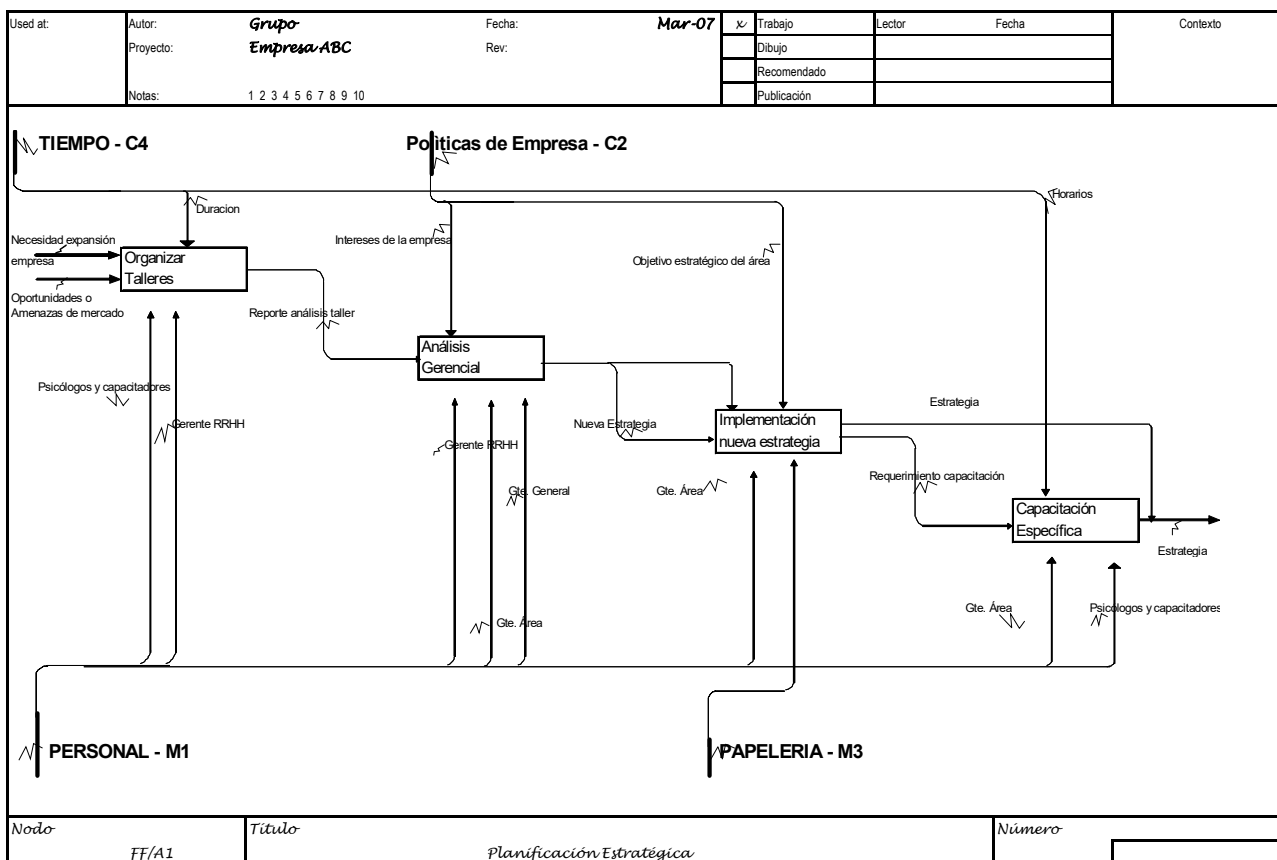 Used at:
Autor:
Grupo
Fecha:
Mar-07
x
Trabajo
Lector
Fecha
Contexto
Proyecto:
Empresa ABC
Rev:
Dibujo
Recomendado
Notas:
1 2 3 4 5 6 7 8 9 10
Publicación
TIEMPO - C4
Políticas de Empresa - C2
Horarios
Duracion
Necesidad expansión
empresa
Organizar
Talleres
Intereses de la empresa
Objetivo estratégico del área
Oportunidades o
Amenazas de mercado
Reporte análisis taller
Análisis
Gerencial
Psicólogos y capacitadores
Gerente RRHH
Gerente RRHH
Nueva Estrategia
Implementación
nueva estrategia
Estrategia
Gte. General
Gte. Área
Requerimiento capacitación
Capacitación
Específica
Estrategia
Gte. Área
Gte. Área
Psicólogos y capacitadores
PERSONAL - M1
PAPELERIA - M3
Nodo
Título
Número
FF/A1
Planificación Estratégica